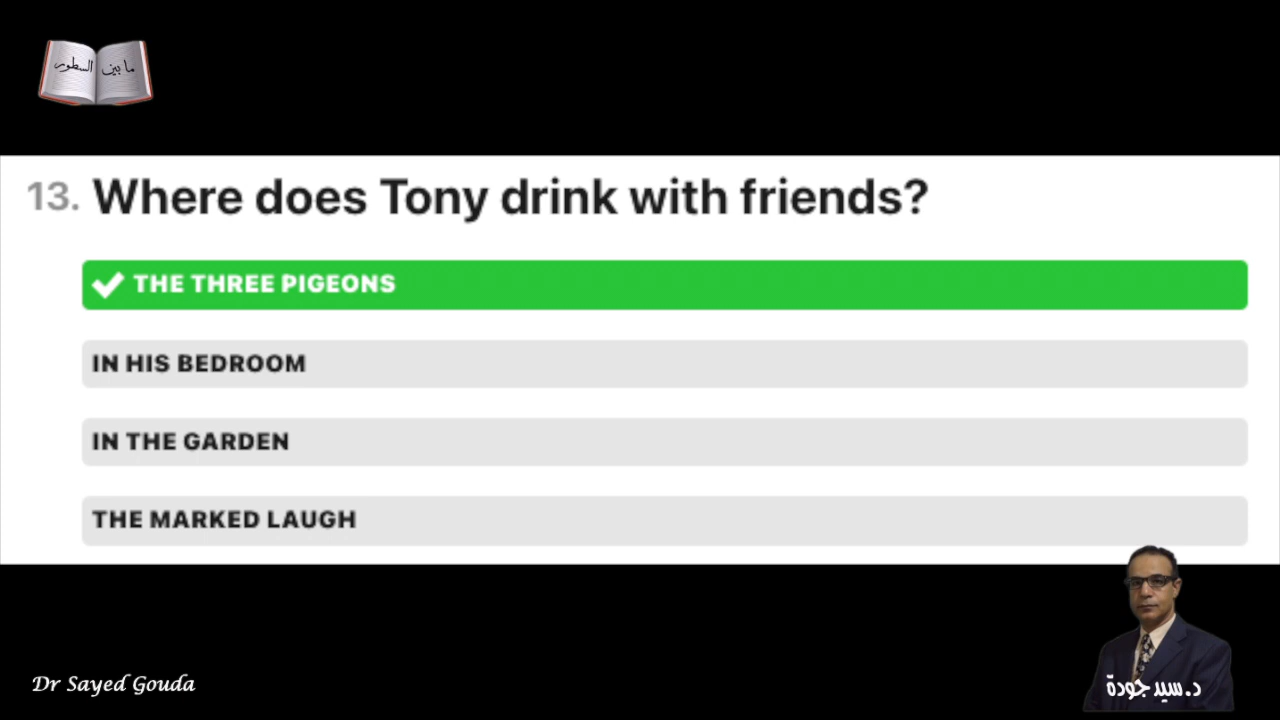 ما بين السطور
13. Where does Tony drink with friends?
THE THREE PIGEONS
IN HIS BEDROOM
IN THE GARDEN
THE MARKED LAUGH
Dr Sayed Gouda
د.سيد جودة